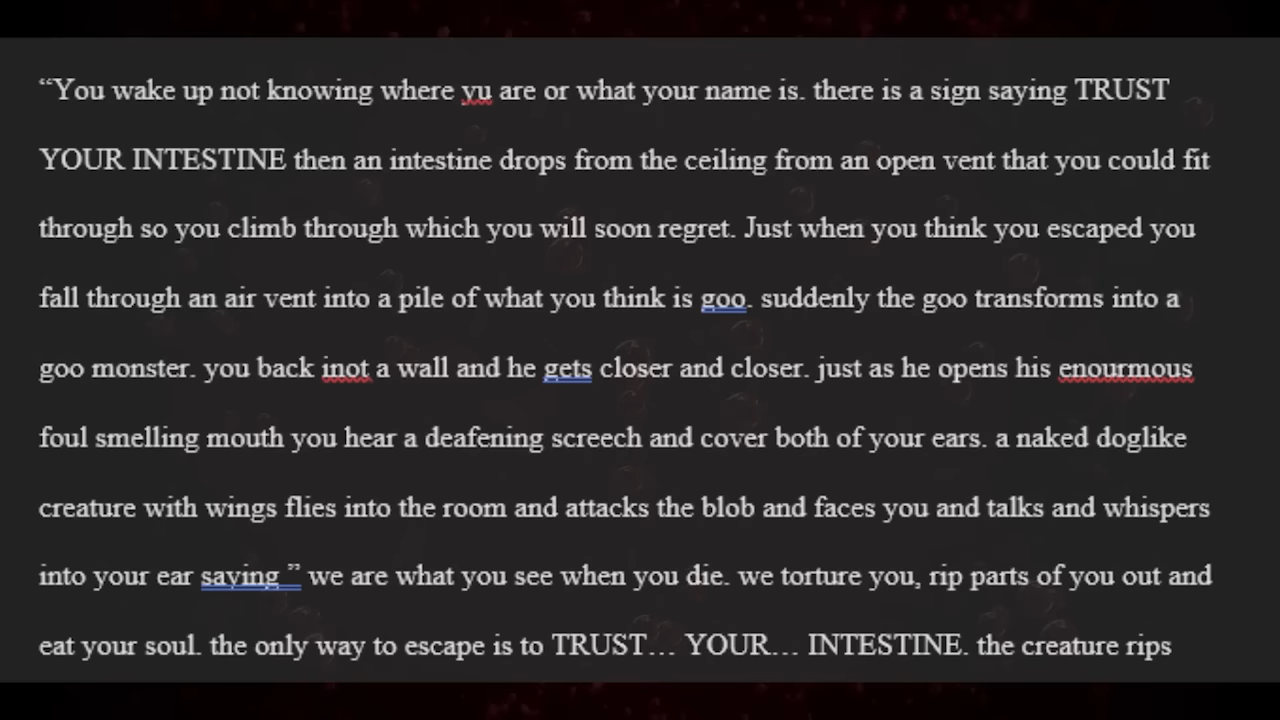 “You wake up not knowing where yu are or what your name is. there is a sign saying TRUST
YOUR INTESTINE then an intestine drops from the ceiling from an open vent that you could fit
through so you climb through which you will soon regret. Just when you think you escaped you
fall through an air vent into a pile of what you think is goo. suddenly the goo transforms into a
goo monster. you back inot a wall and he gets closer and closer. just as he opens his enourmous
foul smelling mouth you hear a deafening screech and cover both of your ears. a naked doglike
creature with wings flies into the room and attacks the blob and faces you and talks and whispers
into your ear saying ” we are what you see when you die. we torture you, rip parts of you out and
eat your soul. the only way to escape is to TRUST… YOUR… INTESTINE. the creature rips